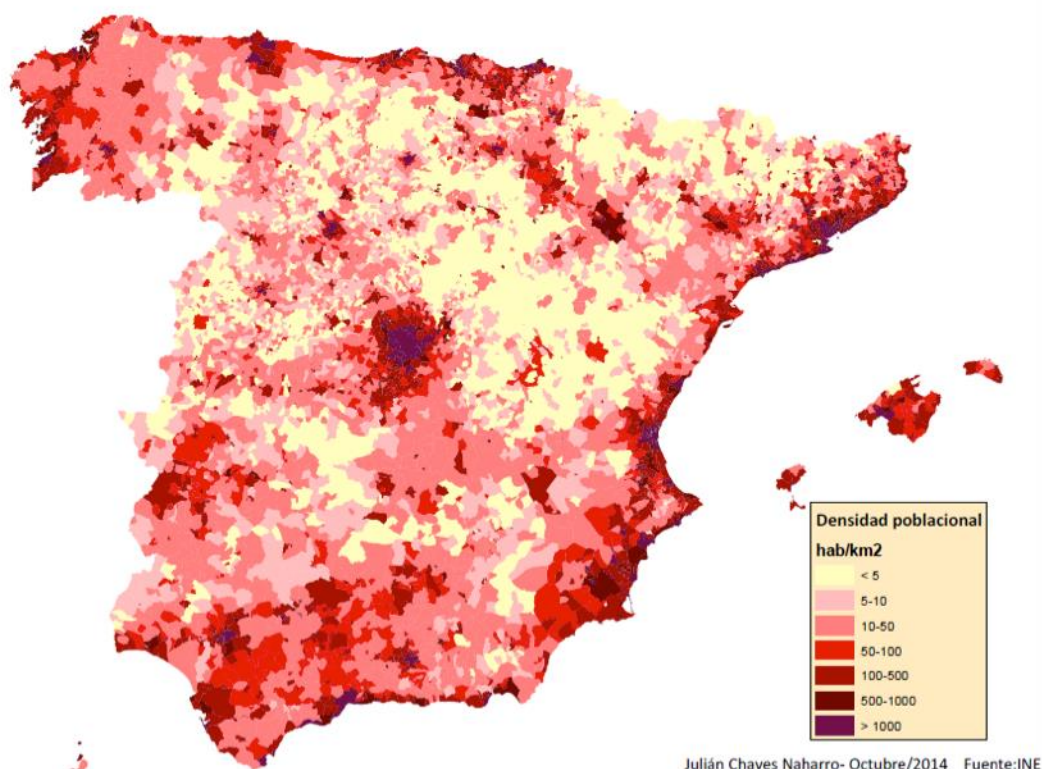 Densidad poblacional
hab/km2
< 5
5-10
10-50
50-100
100-500
500-1000
> 1000
Julián Chaves Naharro- Octubre/2014 Fuente:INE